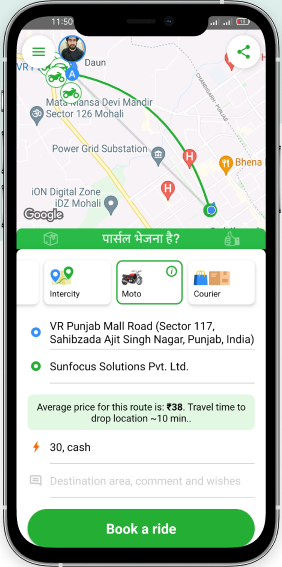 11:50
Daun
VR P
A
Mata Mansa Devi Mandir
Sector 126 Mohali
CHANDIGARH PUNJAB
Power Grid Substation
H
Bhena
iON Digital Zone
iDZ Mohali
H
Google
पार्सल भेजना है?
Intercity
Moto
Courier
VR Punjab Mall Road (Sector 117,
Sahibzada Ajit Singh Nagar, Punjab, India)
Sunfocus Solutions Pvt. Ltd.
Average price for this route is: ₹38. Travel time to
drop location ~10 min..
30, cash
Destination area, comment and wishes
Book a ride